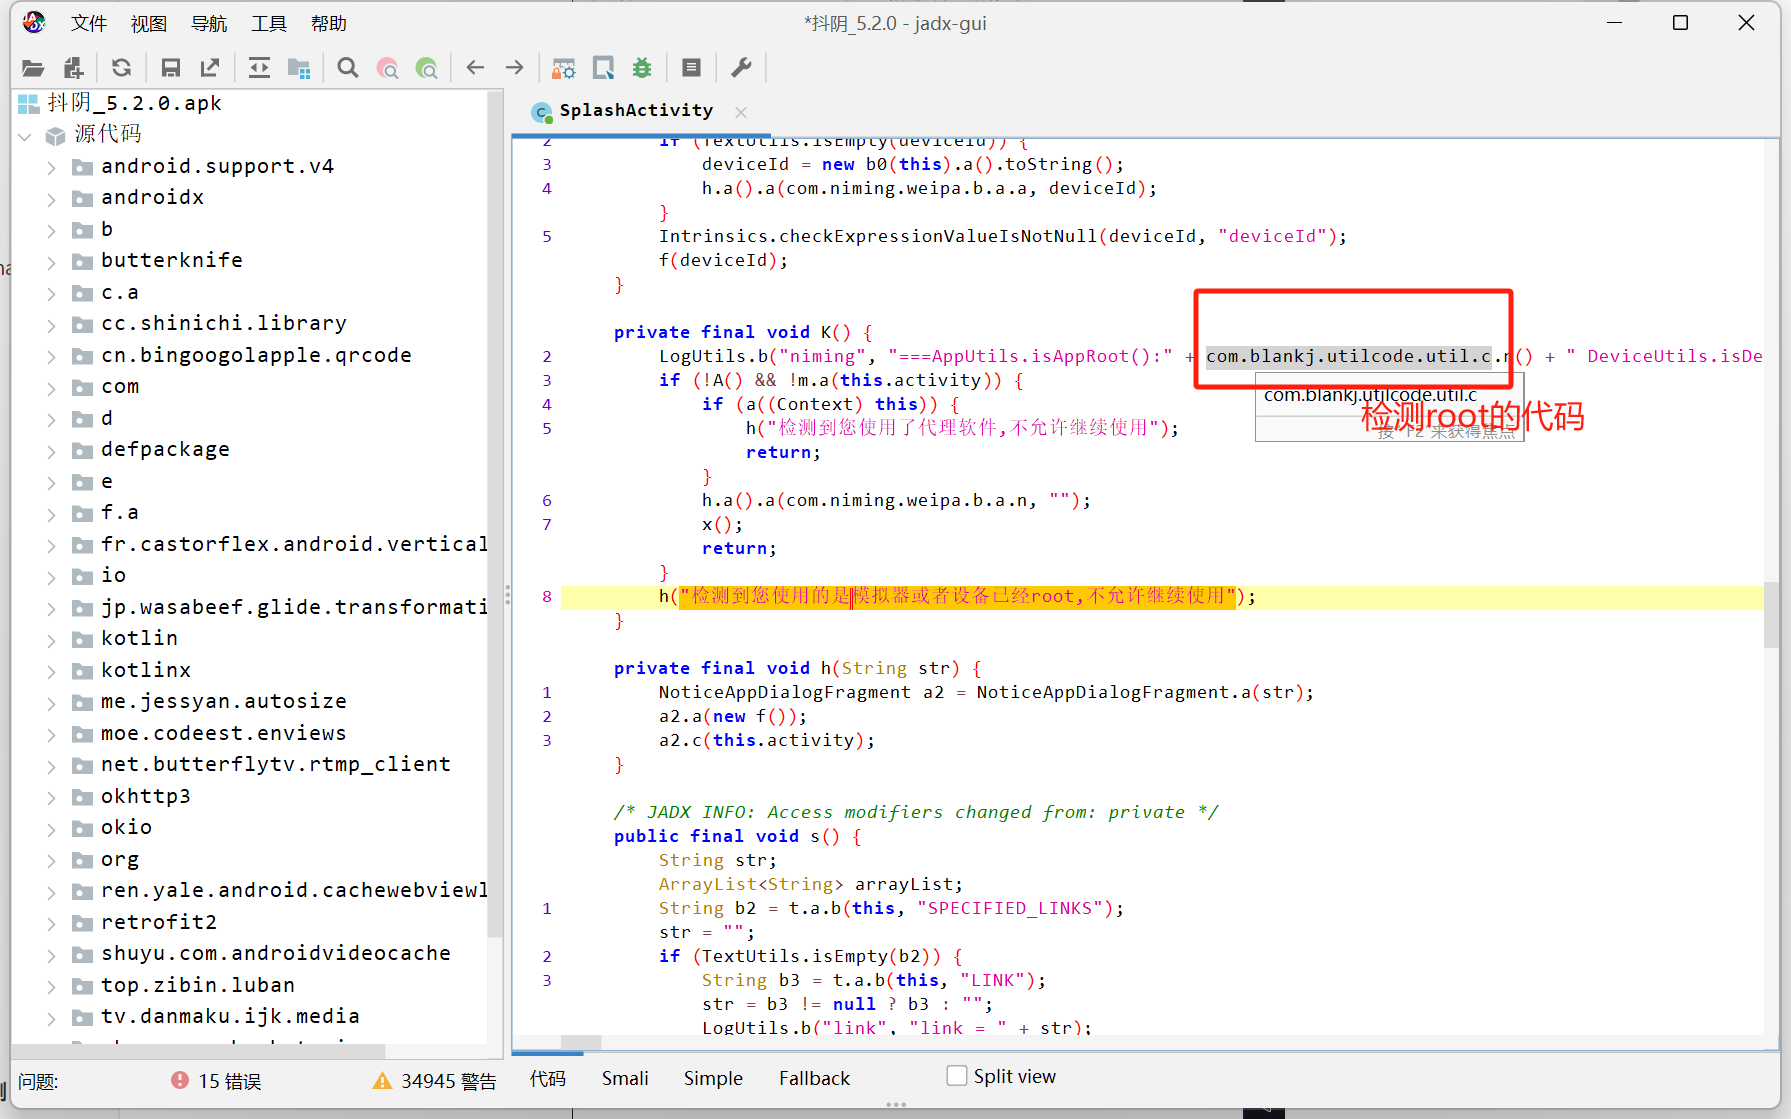 文件 视图 导航 工具 帮助
*抖阴_5.2.0 - jadx-gui
抖阴_5.2.0.apk
源代码
android.support.v4
androidx
b
butterknife
c.a
cc.shinichi.library
cn.bingoogolapple.qrcode
com
d
defpackage
e
f.a
fr.castorflex.android.vertical
io
jp.wasabeef.glide.transformati
kotlin
kotlinx
me.jessyan.autosize
moe.codeest.enviews
net.butterflytv.rtmp_client
okhttp3
okio
org
ren.yale.android.cachewebviewl
retrofit2
shuyu.com.androidvideocache
top.zibin.luban
tv.danmaku.ijk.media
问题: 15 错误 34945 警告
SplashActivity
2 if (TextUtils.isEmpty(deviceId)) {
3 deviceId = new b0(this).a().toString();
4 h.a().a(com.niming.weipa.b.a.a, deviceId);
}
5 Intrinsics.checkExpressionValueIsNotNull(deviceId, "deviceId");
f(deviceId);
}
private final void K() {
2 LogUtils.b("niming", "===AppUtils.isAppRoot():" + com.blankj.utilcode.util.c.r() + " DeviceUtils.isDe
3 if (!A() && !m.a(this.activity)) {
com.blankj.utilcode.util.c
4 if (a((Context) this)) {
检测root的代码
5 h("检测到您使用了代理软件,不允许继续使用");
按 'F2' 来获得焦点
return;
}
6 h.a().a(com.niming.weipa.b.a.n, "");
7 x();
return;
}
8 h("检测到您使用的是模拟器或者设备已经root,不允许继续使用");
}
private final void h(String str) {
1 NoticeAppDialogFragment a2 = NoticeAppDialogFragment.a(str);
2 a2.a(new f());
3 a2.c(this.activity);
}
/* JADX INFO: Access modifiers changed from: private */
public final void s() {
String str;
ArrayList<String> arrayList;
1 String b2 = t.a.b(this, "SPECIFIED_LINKS");
str = "";
2 if (TextUtils.isEmpty(b2)) {
3 String b3 = t.a.b(this, "LINK");
str = b3 != null ? b3 : "";
LogUtils.b("link", "link = " + str);
代码 Smali Simple Fallback Split view